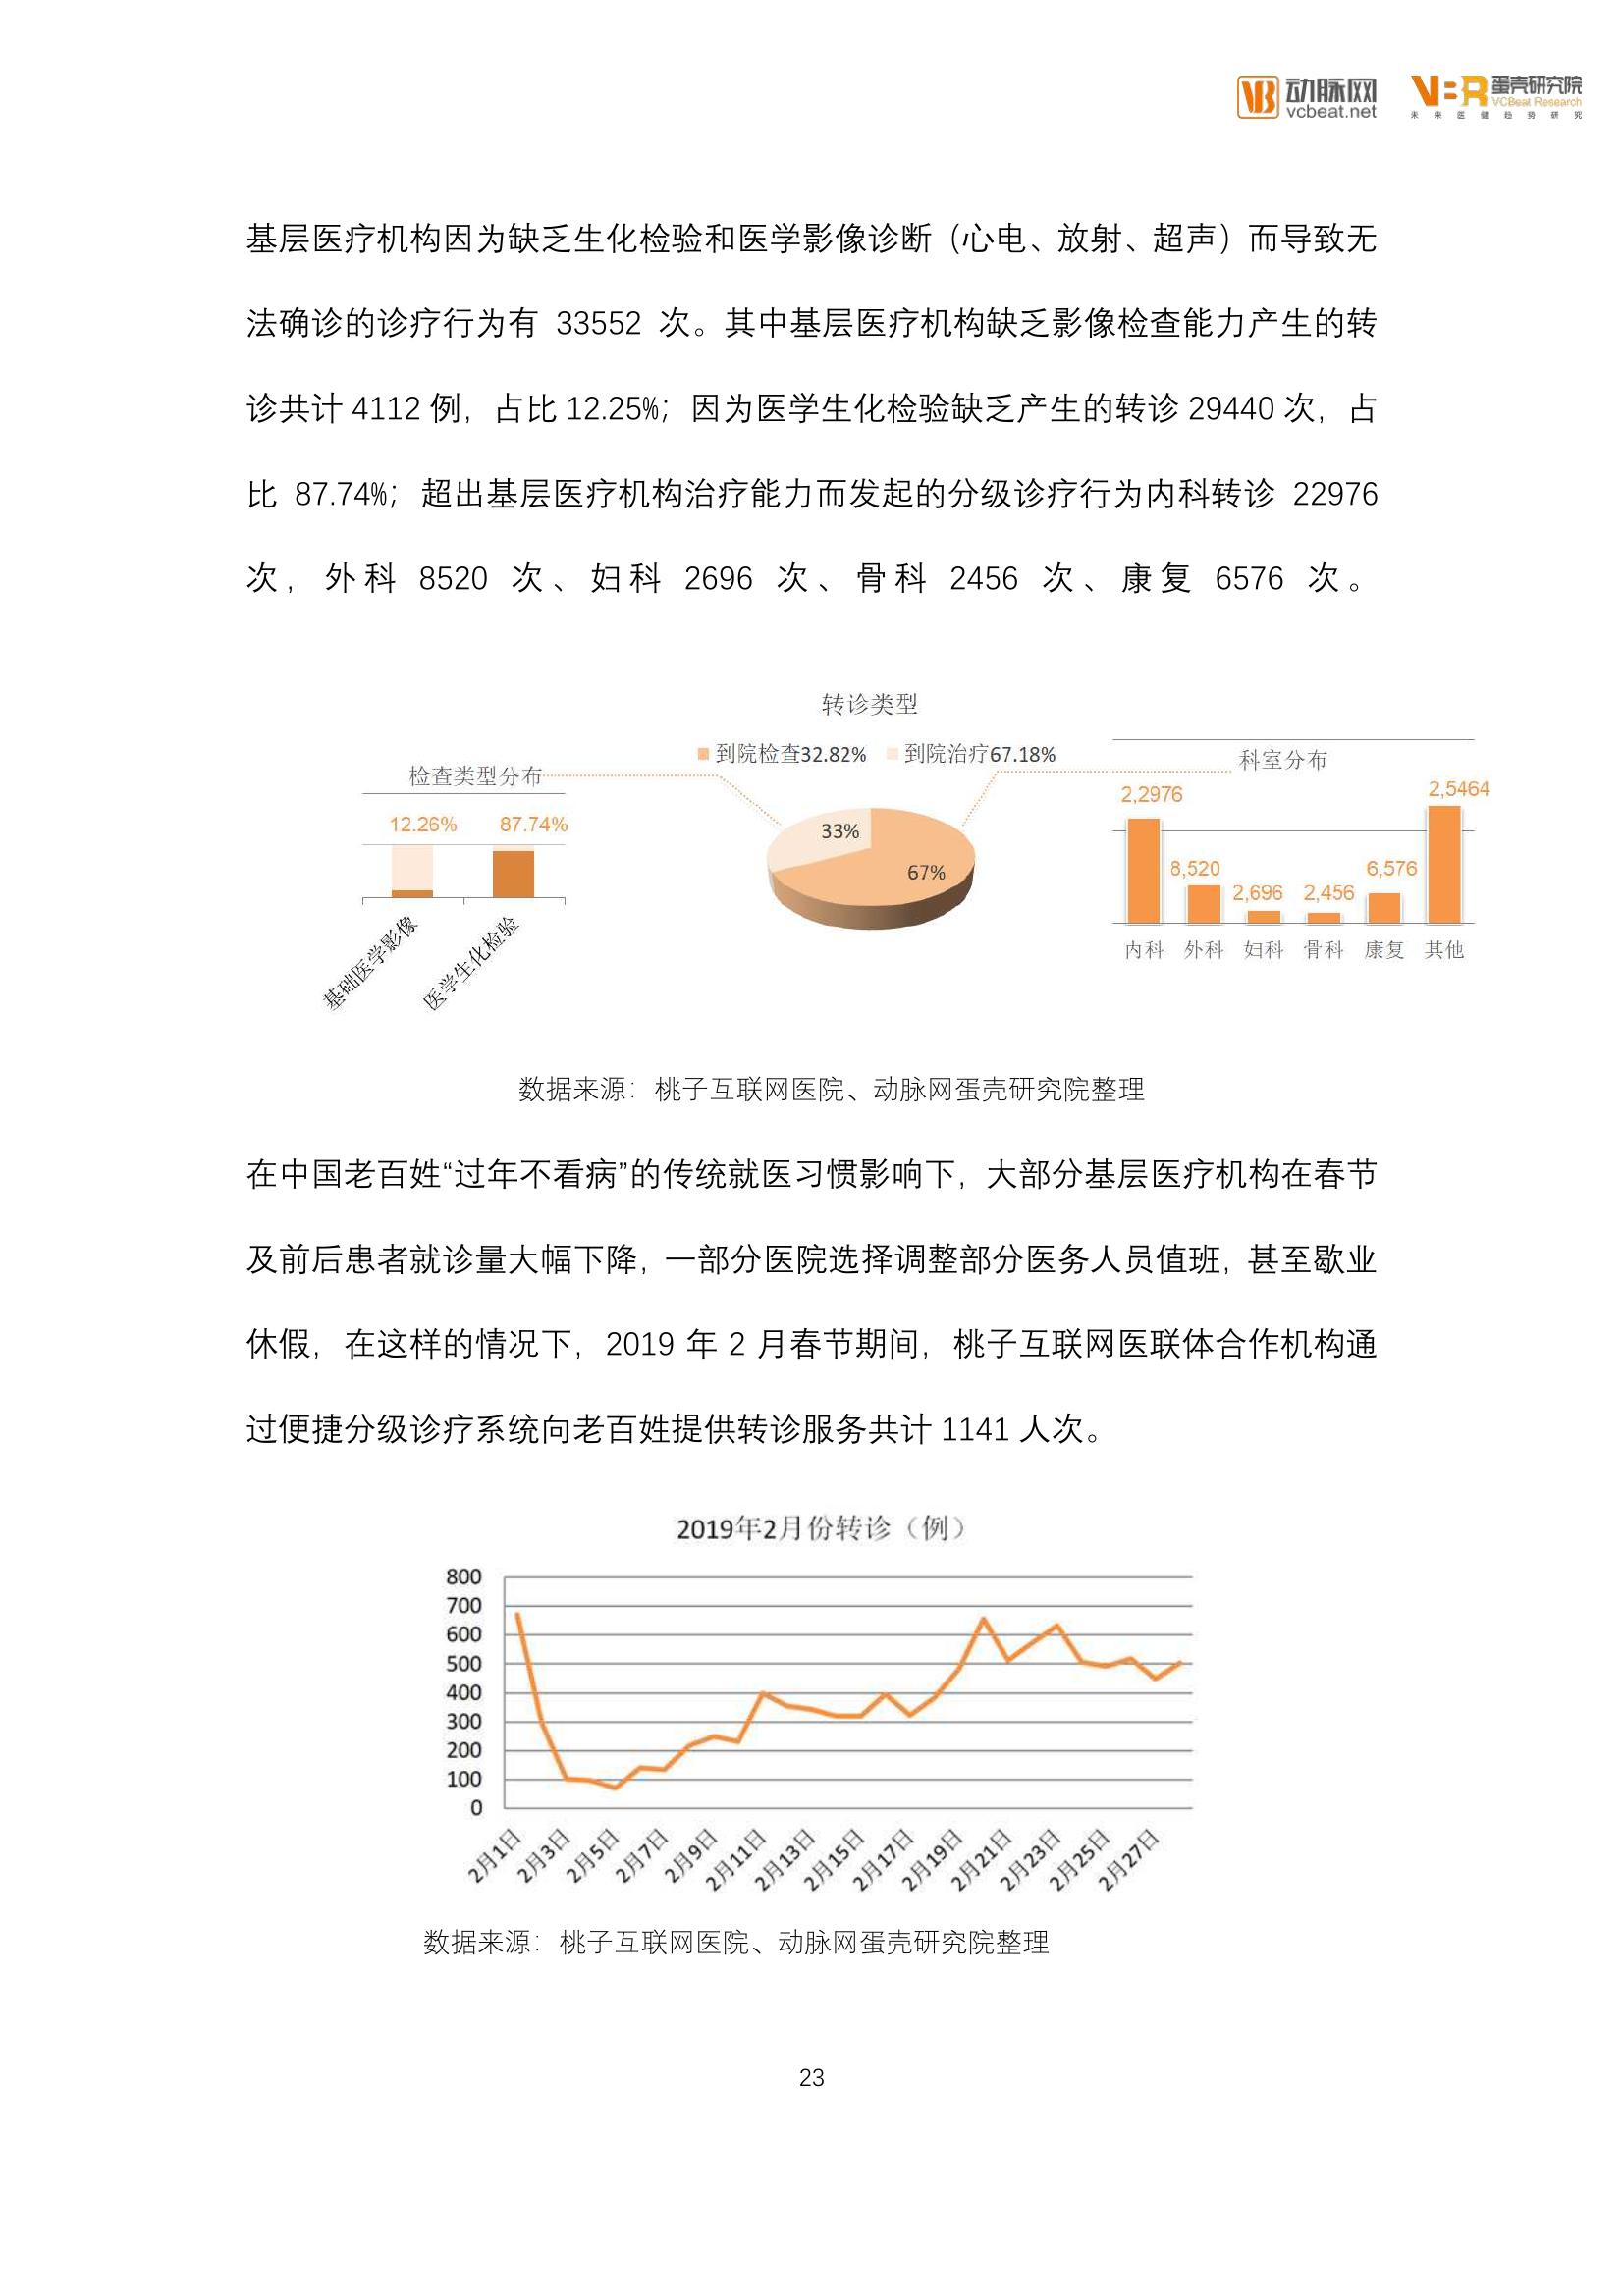 动脉网
vcbeat.net
VBR 蛋壳研究院
VCBeat Research
未来医健趋势研究
基层医疗机构因为缺乏生化检验和医学影像诊断（心电、放射、超声）而导致无
法确诊的诊疗行为有 33552 次。其中基层医疗机构缺乏影像检查能力产生的转
诊共计 4112 例，占比 12.25%；因为医学生化检验缺乏产生的转诊 29440 次，占
比 87.74%；超出基层医疗机构治疗能力而发起的分级诊疗行为内科转诊 22976
次，外科 8520 次、妇科 2696 次、骨科 2456 次、康复 6576 次。
转诊类型
到院检查32.82% 到院治疗67.18%
检查类型分布
12.26% 87.74%
基础医学影像 医学生化检验
33%
67%
科室分布
2,2976 8,520 2,696 2,456 6,576 2,5464
内科 外科 妇科 骨科 康复 其他
数据来源：桃子互联网医院、动脉网蛋壳研究院整理
在中国老百姓“过年不看病”的传统就医习惯影响下，大部分基层医疗机构在春节
及前后患者就诊量大幅下降，一部分医院选择调整部分医务人员值班，甚至歇业
休假，在这样的情况下，2019 年 2 月春节期间，桃子互联网医联体合作机构通
过便捷分级诊疗系统向老百姓提供转诊服务共计 1141 人次。
2019年2月份转诊（例）
800
700
600
500
400
300
200
100
0
2月1日 2月3日 2月5日 2月7日 2月9日 2月11日 2月13日 2月15日 2月17日 2月19日 2月21日 2月23日 2月25日 2月27日
数据来源：桃子互联网医院、动脉网蛋壳研究院整理
23